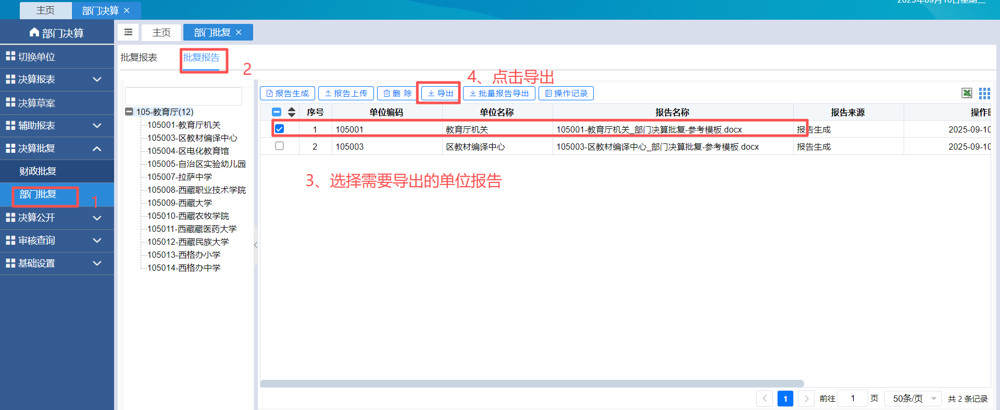 主页
部门决算
部门决算
切换单位
决算报表
决算草案
辅助报表
决算批复
财政批复
部门批复
1
决算公开
审核查询
基础设置
主页
部门批复
批复报表
批复报告
2
4、点击导出
报告生成
报告上传
删 除
导出
批量报告导出
操作记录
105-教育厅(12)
105001-教育厅机关
105003-区教材编译中心
105004-区电化教育馆
105005-自治区实验幼儿园
105007-拉萨中学
105008-西藏职业技术学院
105009-西藏大学
105010-西藏农牧学院
105011-西藏藏医药大学
105012-西藏民族大学
105013-西格办小学
105014-西格办中学
序号 单位编码 单位名称 报告名称 报告来源 操作
1 105001 教育厅机关 105001-教育厅机关_部门决算批复-参考模板.docx 报告生成 2025-09-10
2 105003 区教材编译中心 105003-区教材编译中心_部门决算批复-参考模板.docx 报告生成 2025-09-10
3、选择需要导出的单位报告
1 前往 1 页 50条/页 共 2 条记录